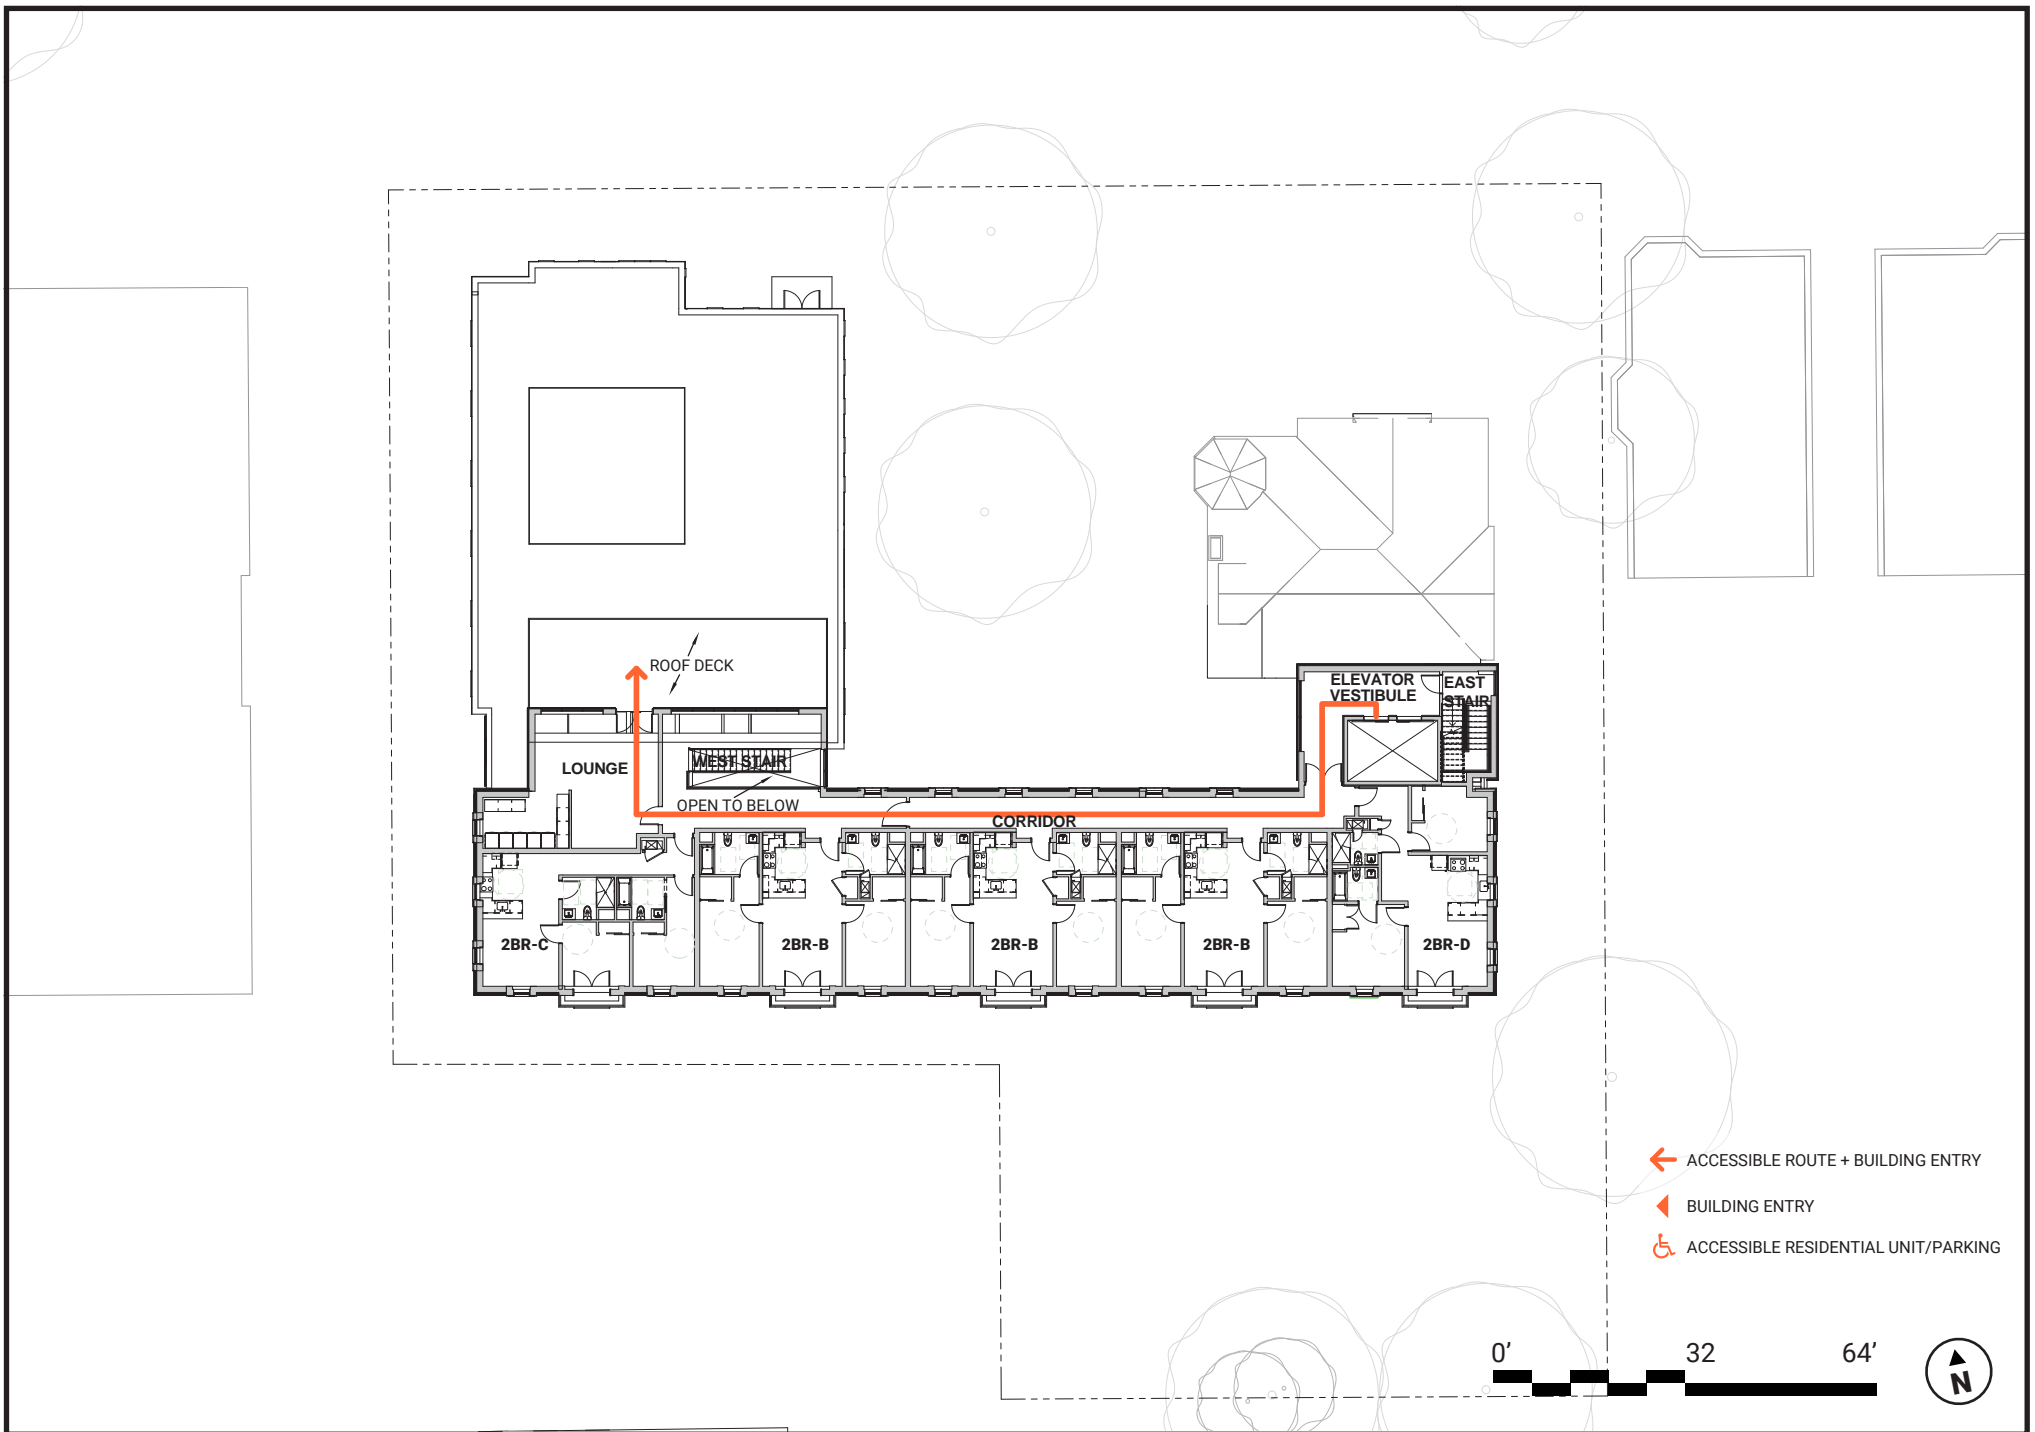 ROOF DECK
ELEVATOR
VESTIBULE
EAST
STAIR
LOUNGE
WEST STAIR
OPEN TO BELOW
CORRIDOR
2BR-C
2BR-B
2BR-B
2BR-B
2BR-D
ACCESSIBLE ROUTE + BUILDING ENTRY
BUILDING ENTRY
ACCESSIBLE RESIDENTIAL UNIT/PARKING
0’ 32 64’
N